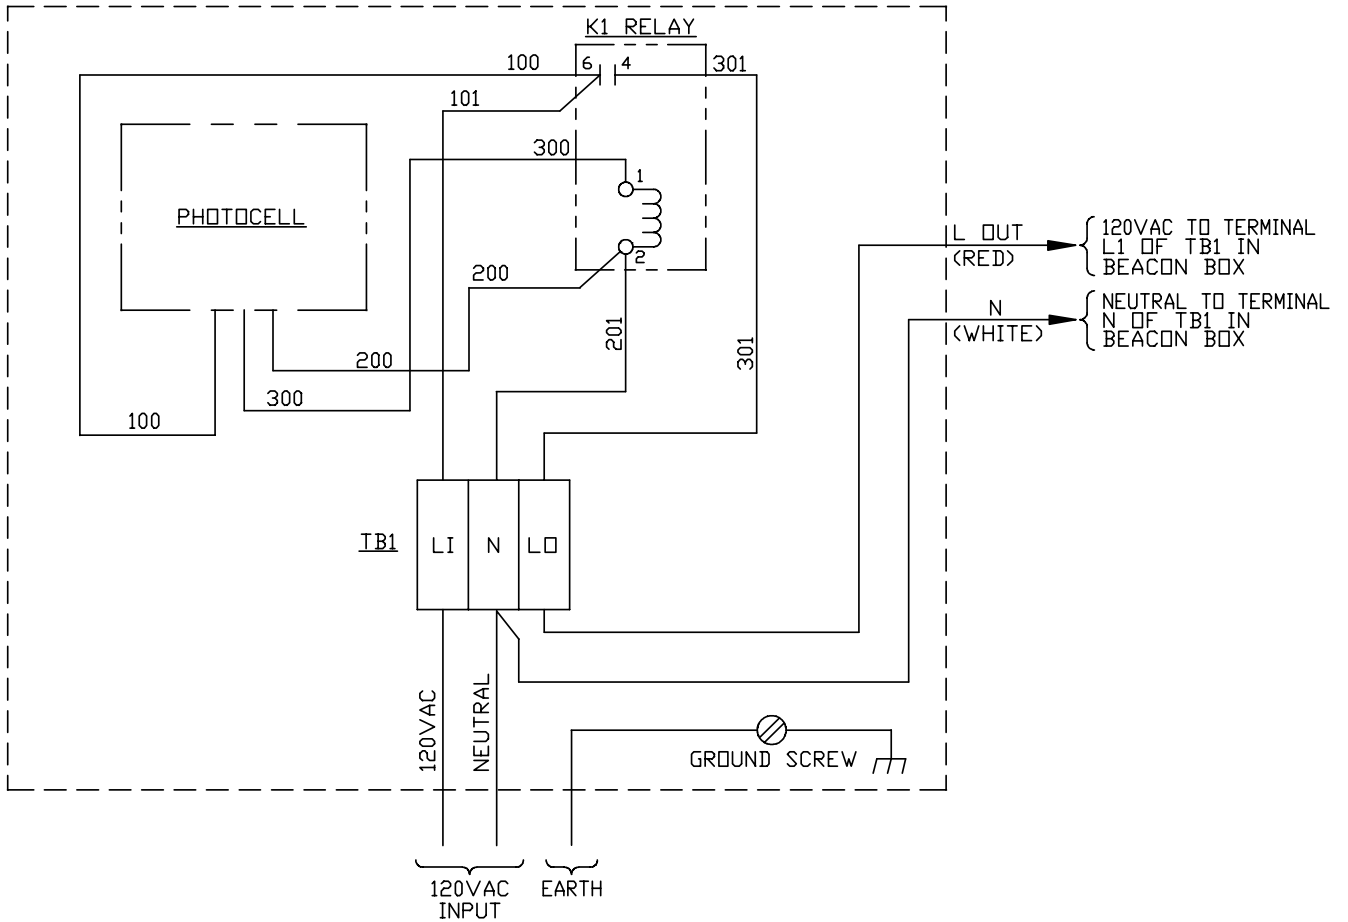 K1 RELAY
100
6
4
301
101
300
1
PHOTOCELL
2
200
L OUT
(RED)
120VAC TO TERMINAL
L1 OF TB1 IN
BEACON BOX
N
(WHITE)
NEUTRAL TO TERMINAL
N OF TB1 IN
BEACON BOX
201
301
200
300
100
TB1
LI
N
LO
120VAC
NEUTRAL
GROUND SCREW
120VAC
INPUT
EARTH